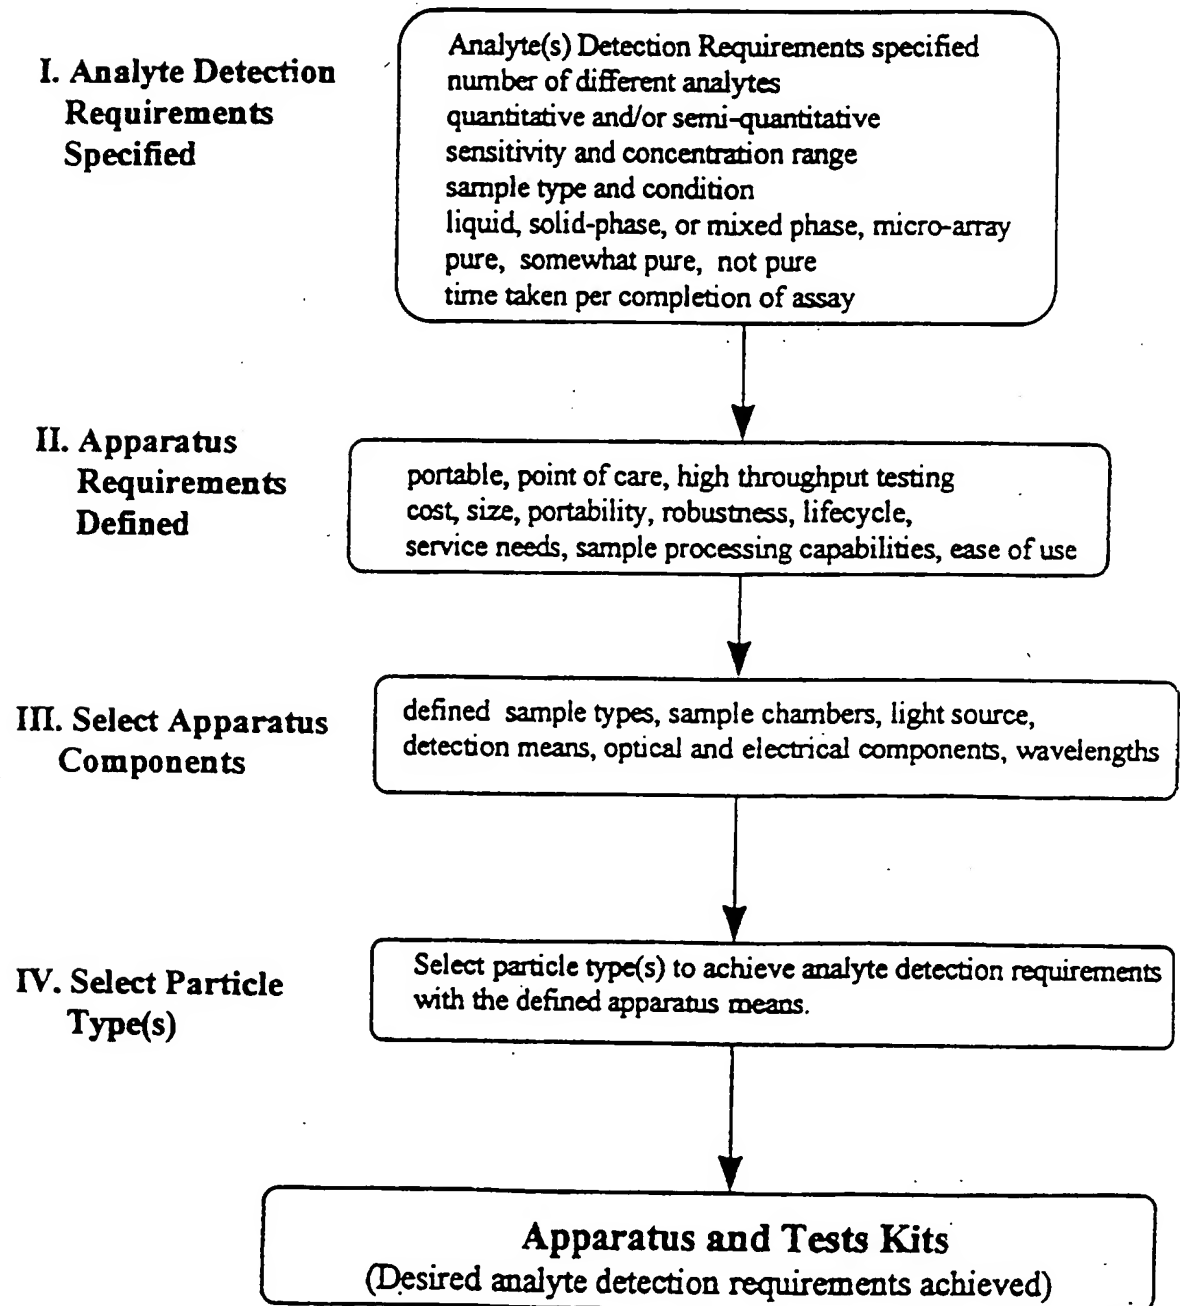 I. Analyte Detection
Requirements
Specified
Analyte(s) Detection Requirements specified
number of different analytes
quantitative and/or semi-quantitative
sensitivity and concentration range
sample type and condition
liquid, solid-phase, or mixed phase, micro-array
pure, somewhat pure, not pure
time taken per completion of assay
II. Apparatus
Requirements
Defined
portable, point of care, high throughput testing
cost, size, portability, robustness, lifecycle,
service needs, sample processing capabilities, ease of use
III. Select Apparatus
Components
defined sample types, sample chambers, light source,
detection means, optical and electrical components, wavelengths
IV. Select Particle
Type(s)
Select particle type(s) to achieve analyte detection requirements
with the defined apparatus means.
Apparatus and Tests Kits
(Desired analyte detection requirements achieved)